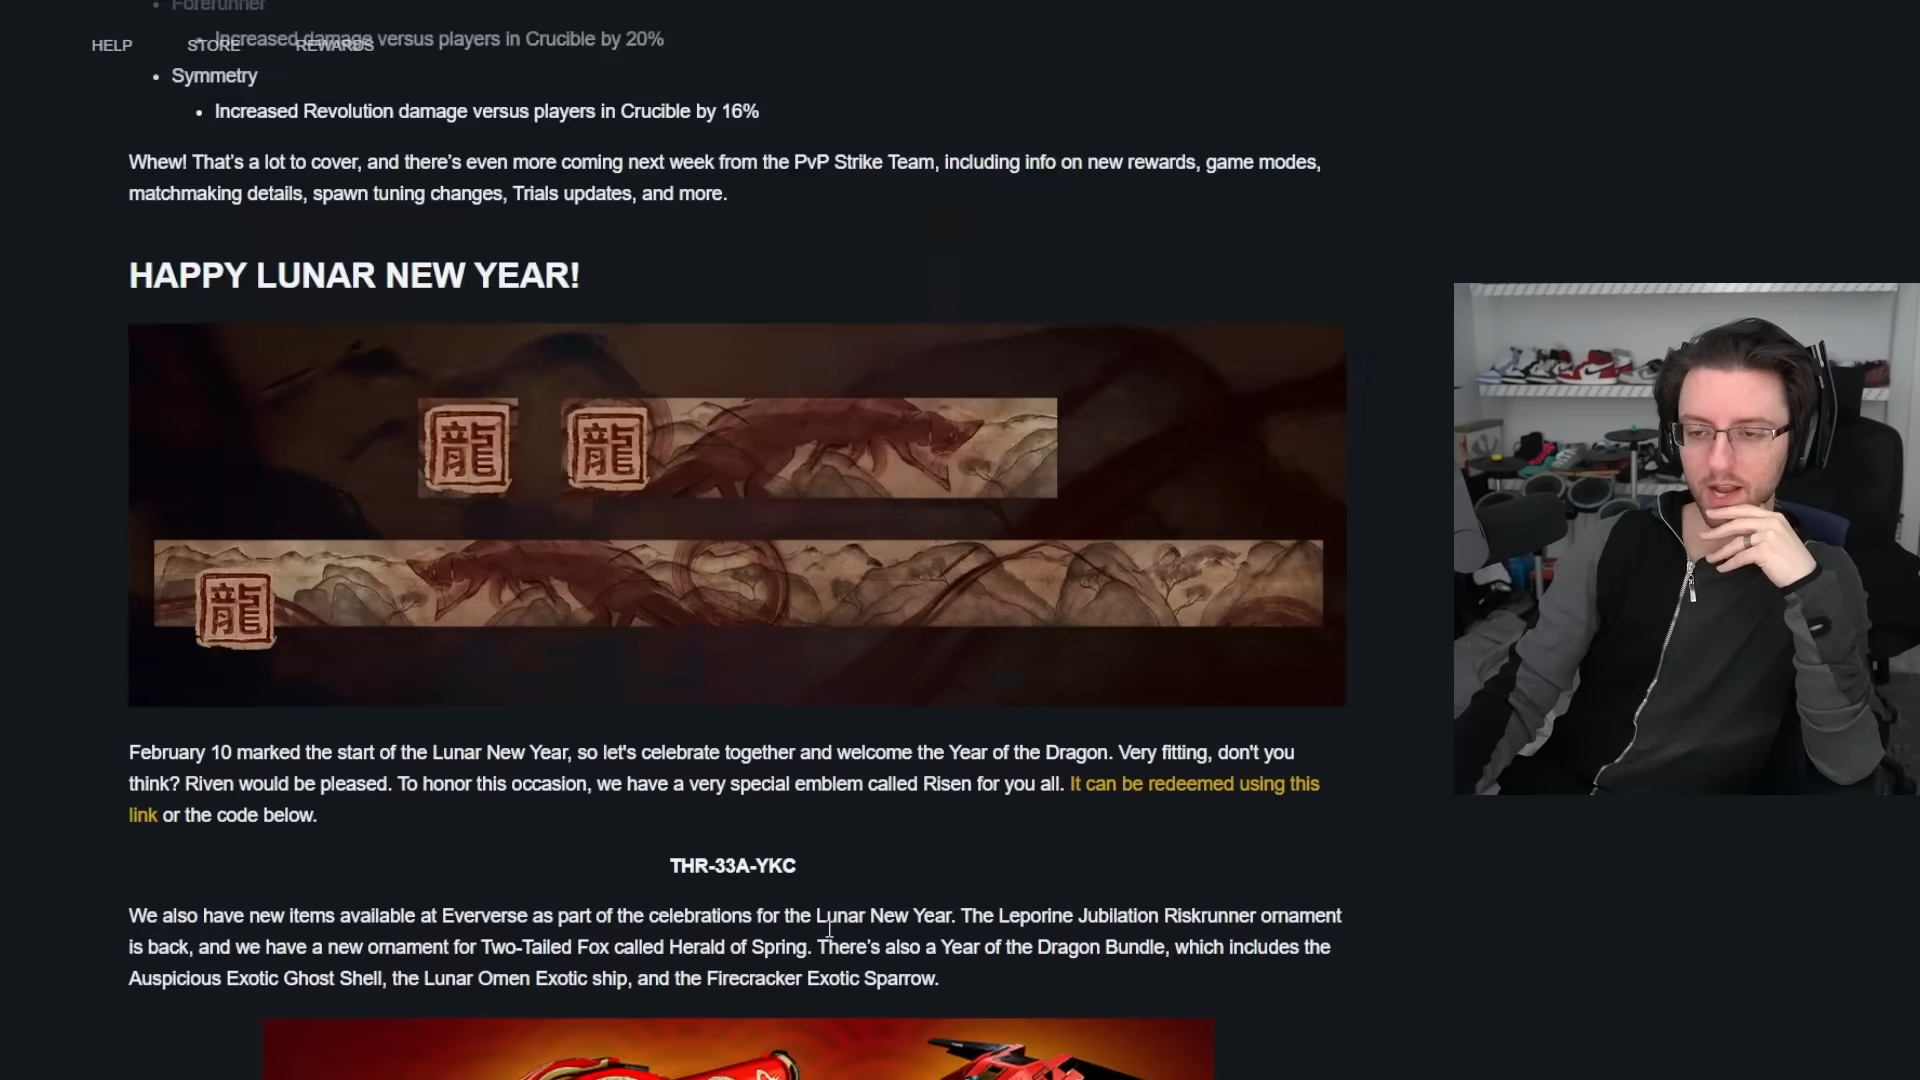 Forerunner
HELP STORE REWARDS
Increased damage versus players in Crucible by 20%
Symmetry
Increased Revolution damage versus players in Crucible by 16%
Whew! That's a lot to cover, and there's even more coming next week from the PvP Strike Team, including info on new rewards, game modes,
matchmaking details, spawn tuning changes, Trials updates, and more.
HAPPY LUNAR NEW YEAR!
龍 龍
龍
February 10 marked the start of the Lunar New Year, so let's celebrate together and welcome the Year of the Dragon. Very fitting, don't you
think? Riven would be pleased. To honor this occasion, we have a very special emblem called Risen for you all. It can be redeemed using this
link or the code below.
THR-33A-YKC
We also have new items available at Eververse as part of the celebrations for the Lunar New Year. The Leporine Jubilation Riskrunner ornament
is back, and we have a new ornament for Two-Tailed Fox called Herald of Spring. There's also a Year of the Dragon Bundle, which includes the
Auspicious Exotic Ghost Shell, the Lunar Omen Exotic ship, and the Firecracker Exotic Sparrow.